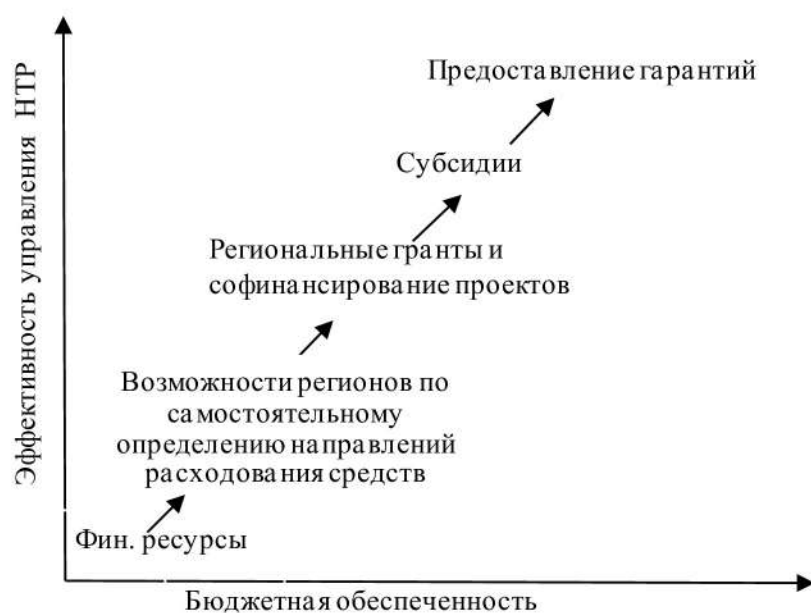 Эффективность управления НТР
Предоставление гарантий
Субсидии
Региональные гранты и
софинансирование проектов
Возможности регионов по
самостоятельному
определению направлений
расходования средств
Фин. ресурсы
Бюджетная обеспеченность